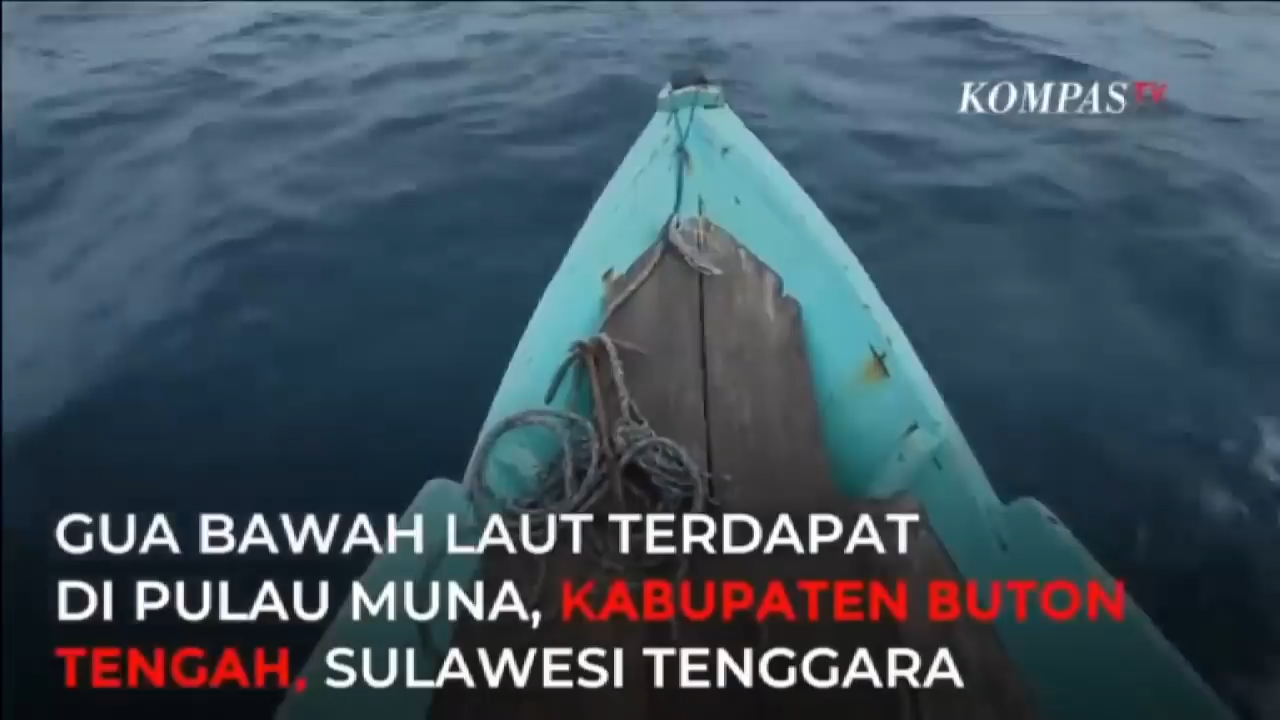 KOMPAS TV
GUA BAWAH LAUT TERDAPAT
DI PULAU MUNA, KABUPATEN BUTON
TENGAH, SULAWESI TENGGARA